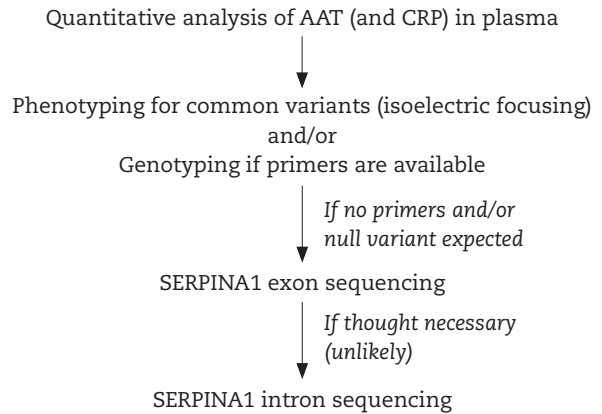 Quantitative analysis of AAT (and CRP) in plasma
Phenotyping for common variants (isoelectric focusing)
and/or
Genotyping if primers are available
If no primers and/or
null variant expected
SERPINA1 exon sequencing
If thought necessary
(unlikely)
SERPINA1 intron sequencing